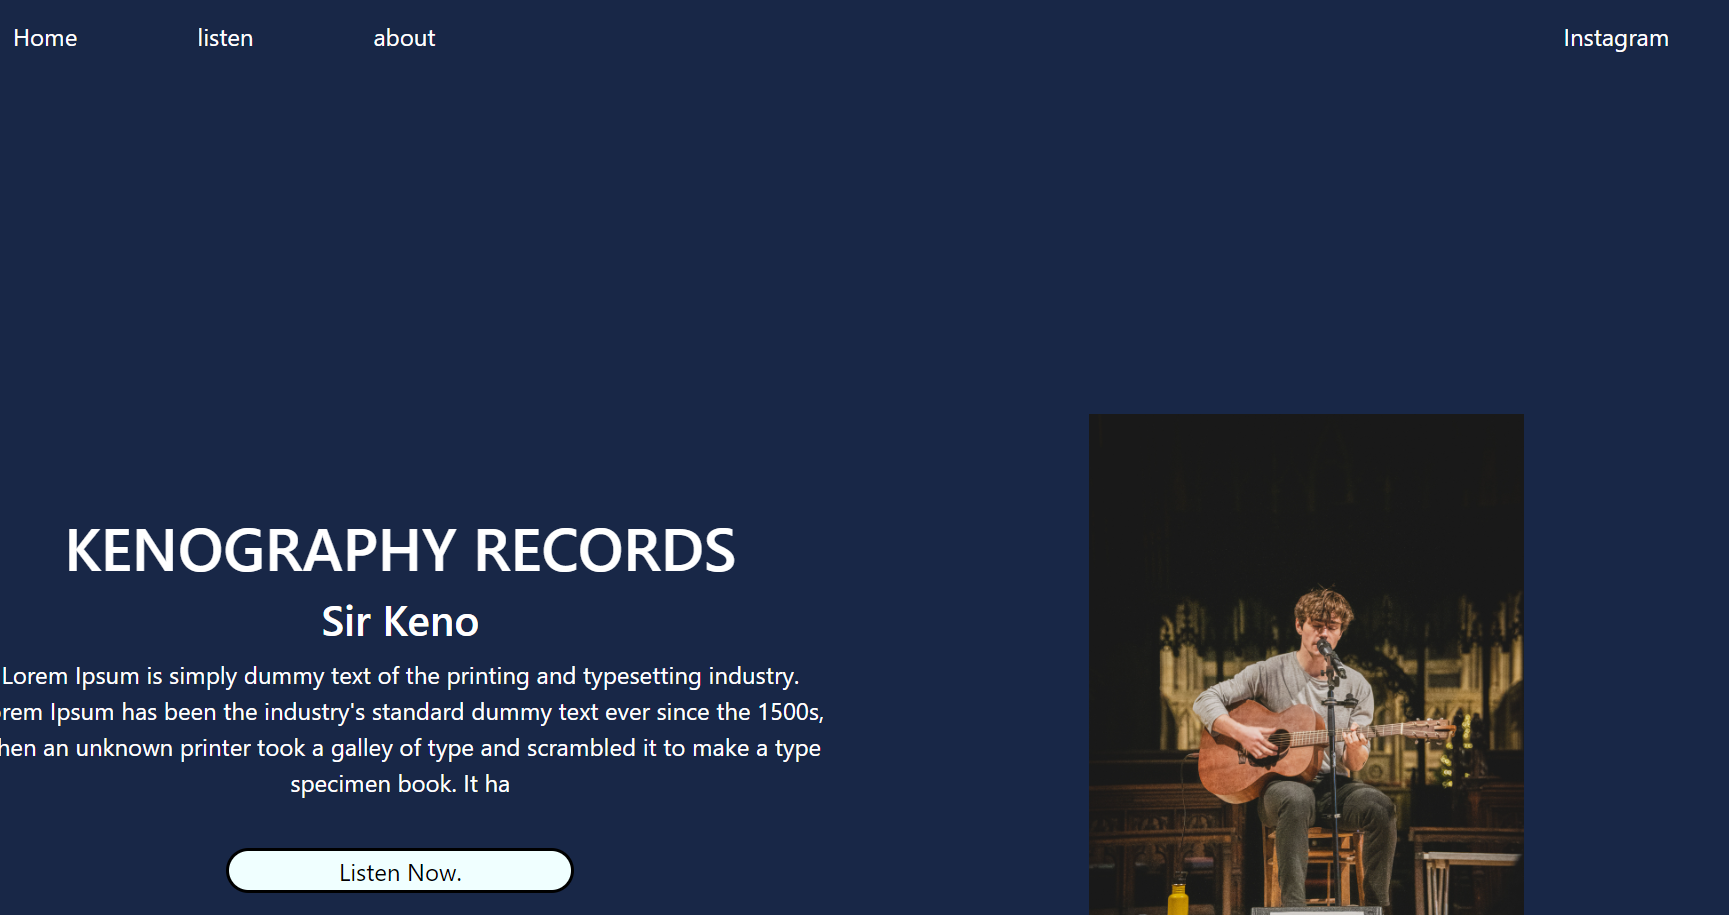 Home listen about Instagram
KENOGRAPHY RECORDS
Sir Keno
Lorem Ipsum is simply dummy text of the printing and typesetting industry.
Ipsum has been the industry's standard dummy text ever since the 1500s,
an unknown printer took a galley of type and scrambled it to make a type
specimen book. It ha
Listen Now.